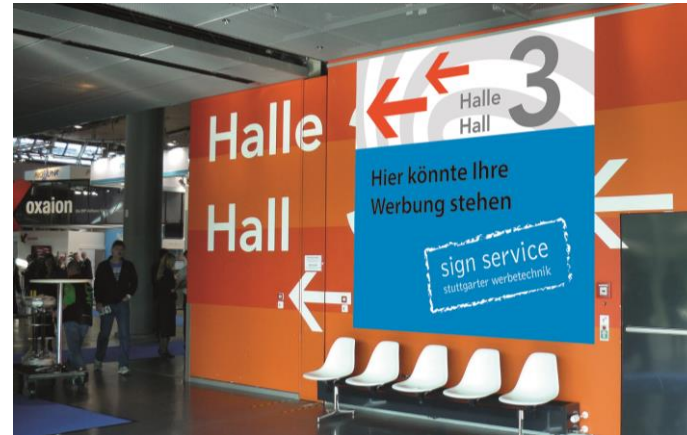 Halle
Hall
3
Halle
Hall
Hier könnte Ihre
Werbung stehen
sign service
stuttgarter werbetechnik
oxaion